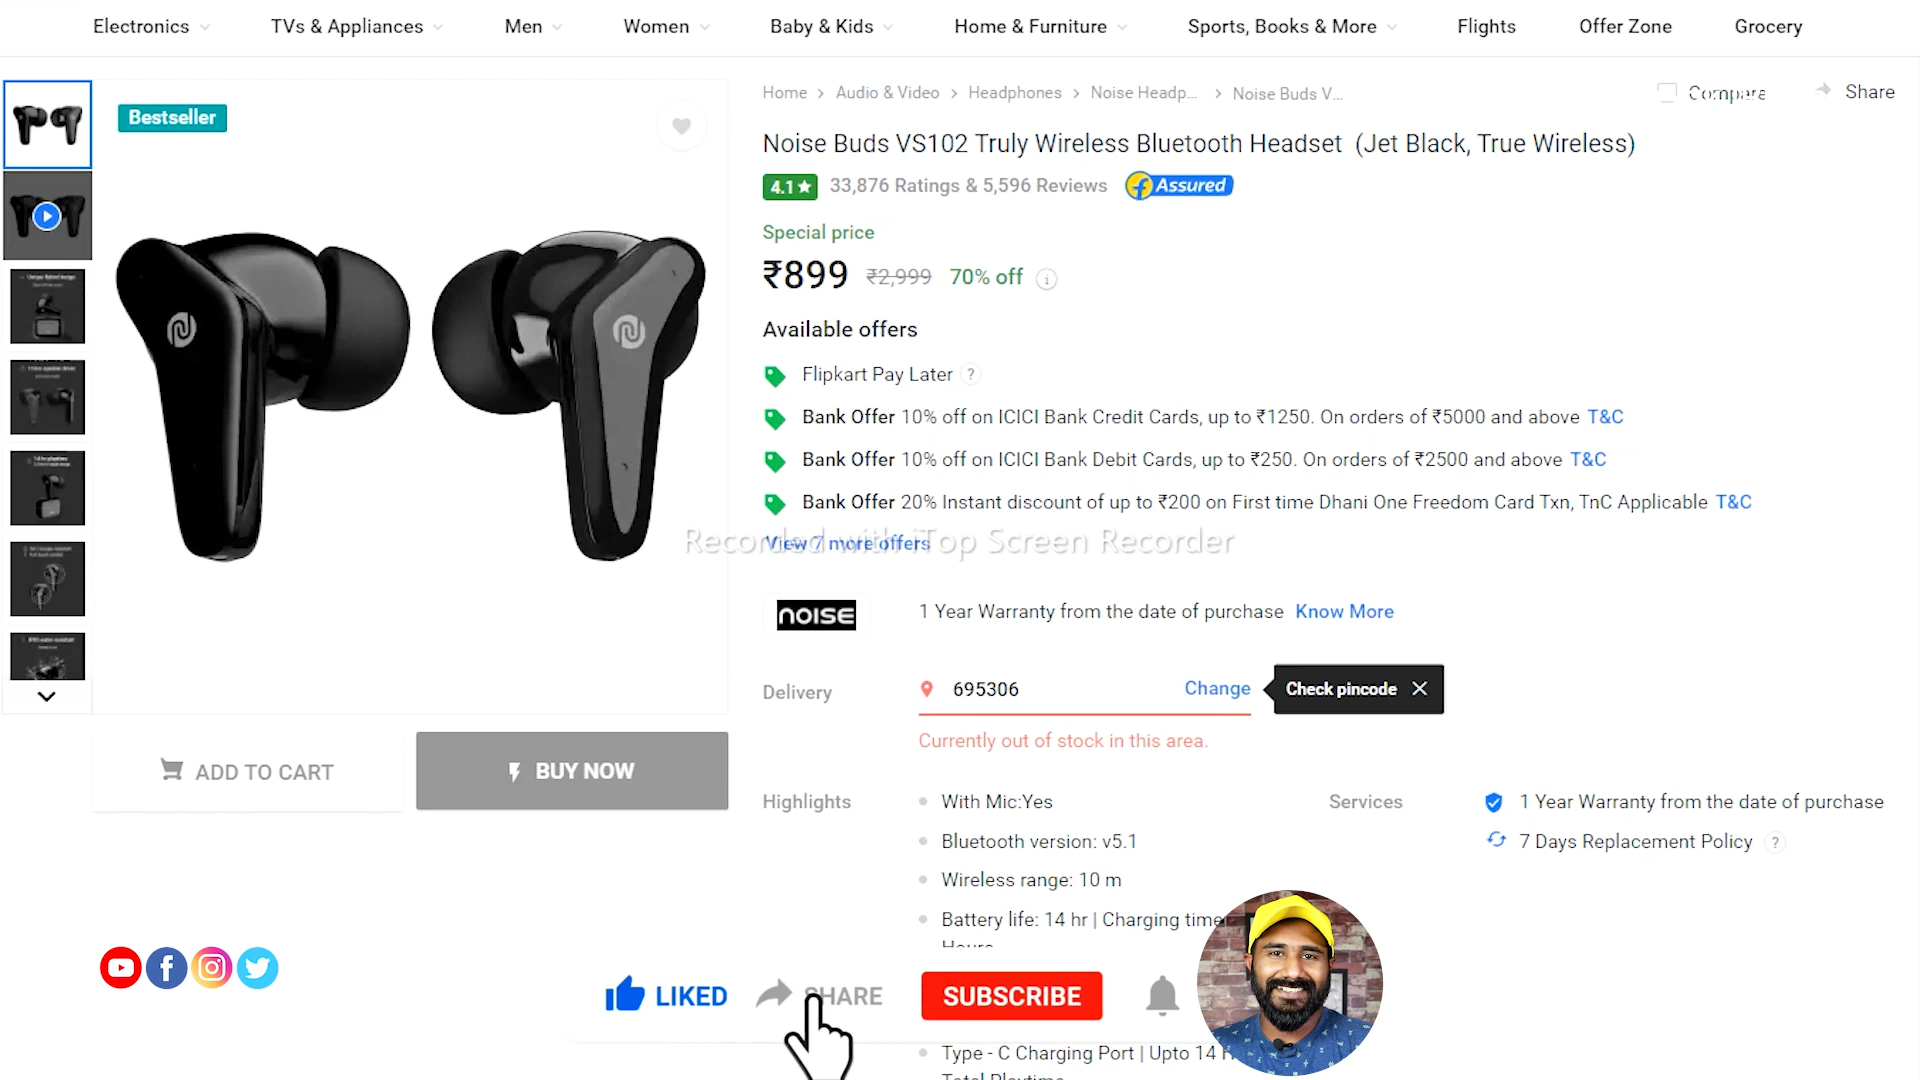 Electronics TVs & Appliances Men Women Baby & Kids Home & Furniture Sports, Books & More Flights Offer Zone Grocery
Home > Audio & Video > Headphones > Noise Headp... > Noise Buds V...
Compare Share
Bestseller
Noise Buds VS102 Truly Wireless Bluetooth Headset (Jet Black, True Wireless)
4.1★ 33,876 Ratings & 5,596 Reviews Assured
Special price
₹899 ₹2,999 70% off
Available offers
Flipkart Pay Later ?
Bank Offer 10% off on ICICI Bank Credit Cards, up to ₹1250. On orders of ₹5000 and above T&C
Bank Offer 10% off on ICICI Bank Debit Cards, up to ₹250. On orders of ₹2500 and above T&C
Bank Offer 20% Instant discount of up to ₹200 on First time Dhani One Freedom Card Txn, TnC Applicable T&C
View 7 more offers
Recorded with iTop Screen Recorder
NOISE 1 Year Warranty from the date of purchase Know More
Delivery 695306 Change Check pincode
Currently out of stock in this area.
ADD TO CART BUY NOW
Highlights With Mic:Yes
Bluetooth version: v5.1
Wireless range: 10 m
Battery life: 14 hr | Charging time
Hours
Services 1 Year Warranty from the date of purchase
7 Days Replacement Policy ?
LIKED SHARE SUBSCRIBE
Type - C Charging Port | Upto 14
Total Playtime